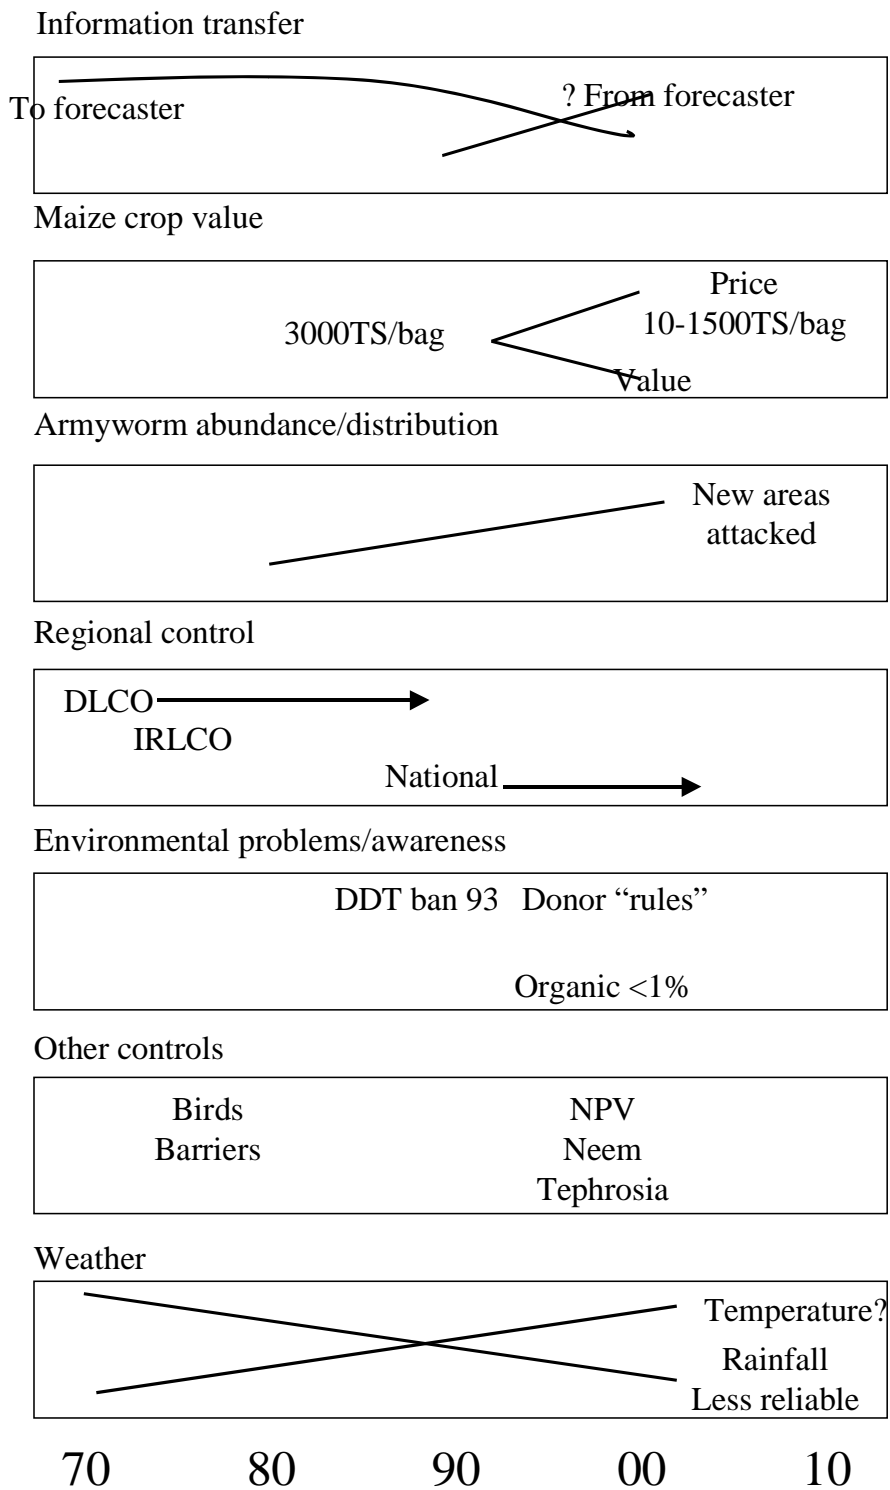 Information transfer
To forecaster
? From forecaster
Maize crop value
3000TS/bag
Price
10-1500TS/bag
Value
Armyworm abundance/distribution
New areas
attacked
Regional control
DLCO
IRLCO
National
Environmental problems/awareness
DDT ban 93 Donor “rules”
Organic <1%
Other controls
Birds
Barriers
NPV
Neem
Tephrosia
Weather
Temperature?
Rainfall
Less reliable
70 80 90 00 10